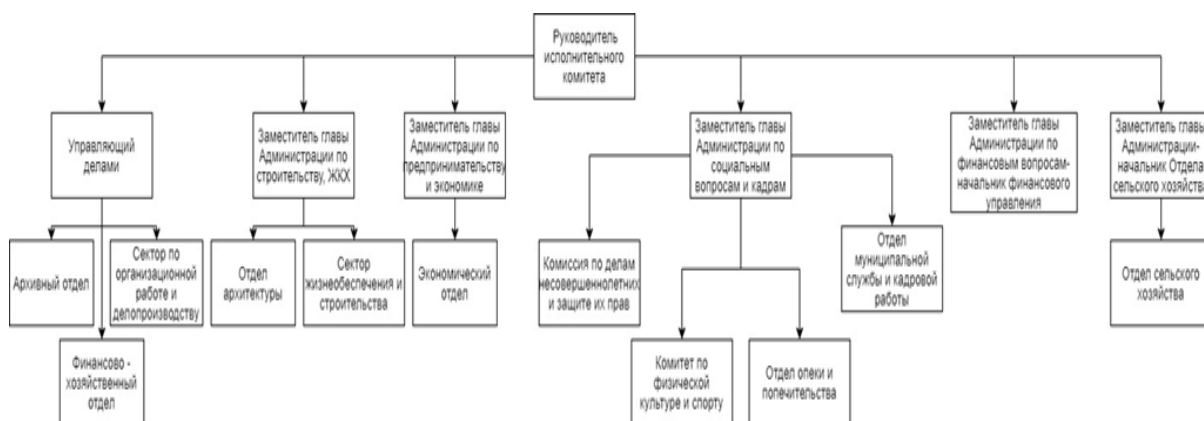 Руководитель
исполнительного
комитета
Управляющий
делами
Заместитель главы
Администрации по
строительству, ЖКХ
Заместитель главы
Администрации по
предпринимательству
и экономике
Заместитель главы
Администрации по
социальным
вопросам и кадрам
Заместитель главы
Администрации по
финансовым вопросам-
начальник финансового
управления
Заместитель главы
Администрации-
начальник Отдела
сельского хозяйства
Архивный отдел
Сектор по
организационной
работе и
делопроизводству
Отдел
архитектуры
Сектор
жизнеобеспечения и
строительства
Экономический
отдел
Комиссия по делам
несовершеннолетних
и защите их прав
Отдел
муниципальной
службы и кадровой
работы
Отдел сельского
хозяйства
Финансово -
хозяйственный
отдел
Комитет по
физической
культуре и спорту
Отдел опеки и
попечительства